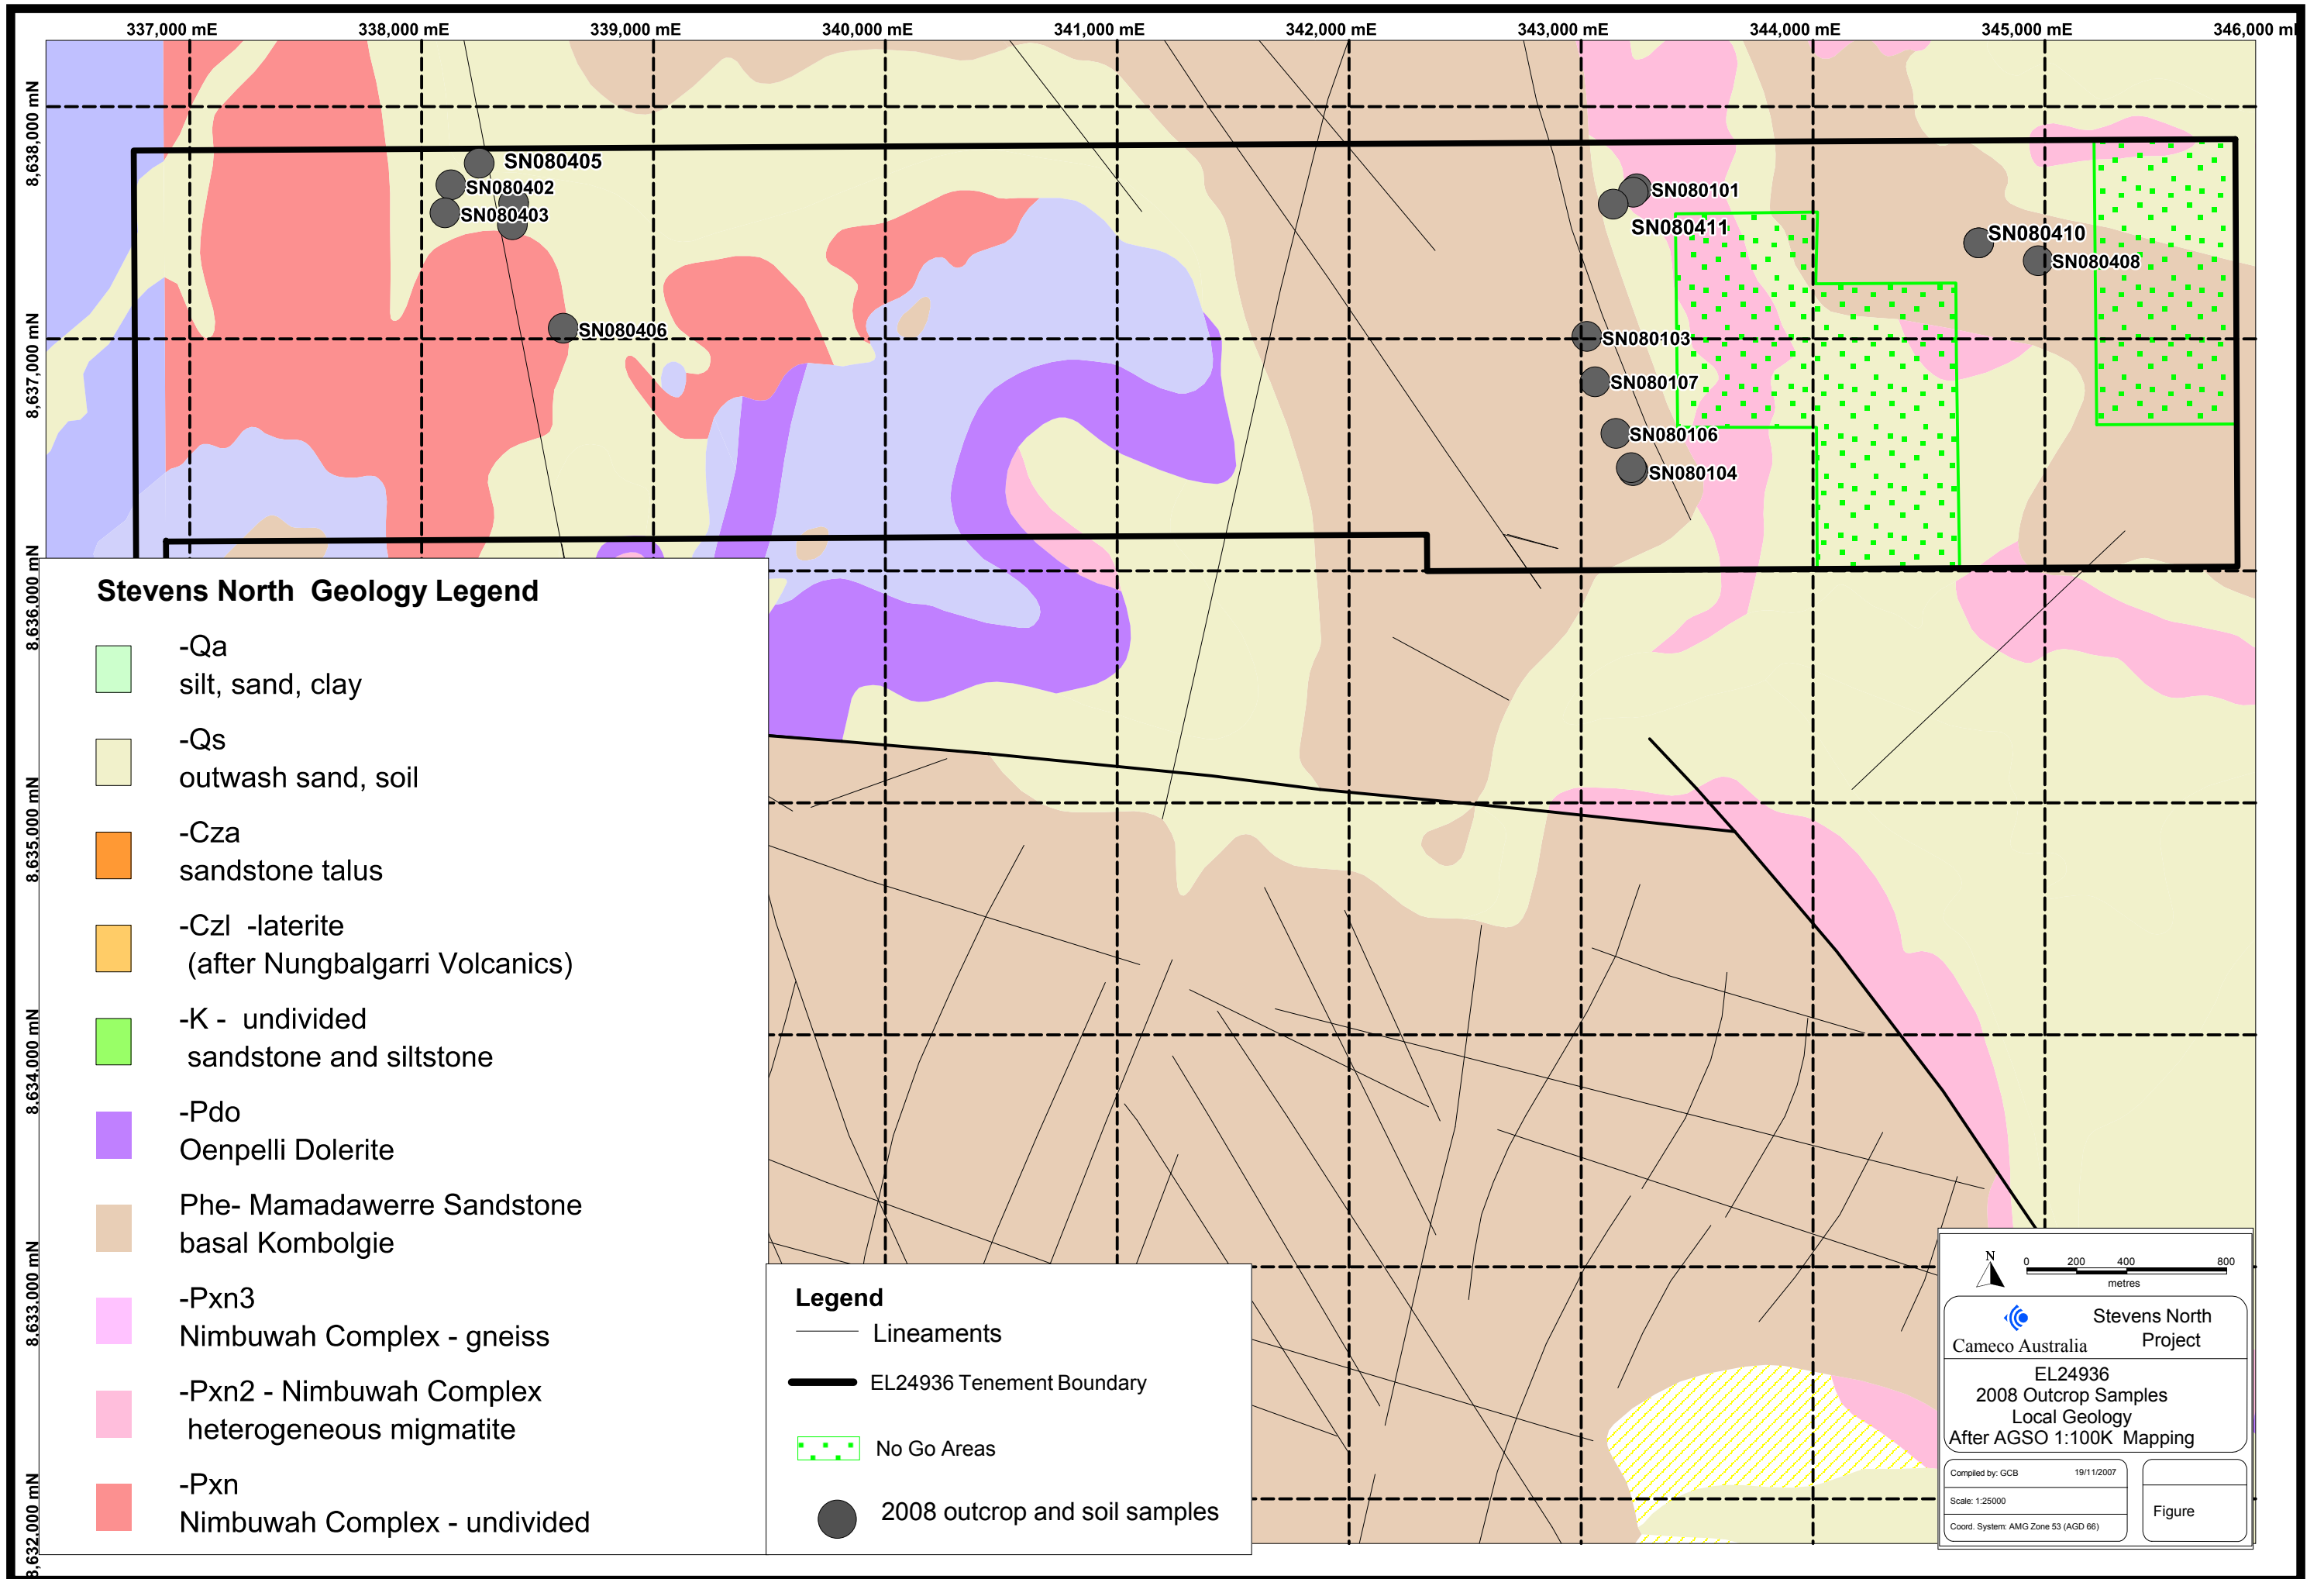 337,000 mE 338,000 mE 339,000 mE 340,000 mE 341,000 mE 342,000 mE 343,000 mE 344,000 mE 345,000 mE 346,000 mE
8,638,000 mN
8,637,000 mN
8,636,000 mN
8,635,000 mN
8,634,000 mN
8,633,000 mN
8,632,000 mN
SN080405
SN080402
SN080403
SN080406
SN080101
SN080411
SN080410
SN080408
SN080103
SN080107
SN080106
SN080104
Stevens North Geology Legend
-Qa
silt, sand, clay
-Qs
outwash sand, soil
-Cza
sandstone talus
-Czl -laterite
(after Nungbalgarri Volcanics)
-K - undivided
sandstone and siltstone
-Pdo
Oenpelli Dolerite
Phe- Mamadawerre Sandstone
basal Kombolgie
-Pxn3
Nimbuwah Complex - gneiss
-Pxn2 - Nimbuwah Complex
heterogeneous migmatite
-Pxn
Nimbuwah Complex - undivided
Legend
Lineaments
EL24936 Tenement Boundary
No Go Areas
2008 outcrop and soil samples
N
0 200 400 800
metres
Cameco Australia
Stevens North
Project
EL24936
2008 Outcrop Samples
Local Geology
After AGSO 1:100K Mapping
Compiled by: GCB 19/11/2007
Scale: 1:25000
Coord. System: AMG Zone 53 (AGD 66)
Figure